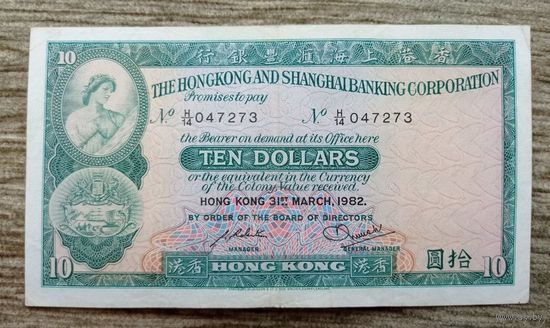 10 行銀豐滙海上港香
THE HONGKONG AND SHANGHAI BANKING CORPORATION
Promises to pay
Nº H/14 047273 Nº H/14 047273
the Bearer on demand at its Office here
TEN DOLLARS
or the equivalent in the Currency
of the Colony, Value received.
HONG KONG 31ST MARCH, 1982.
BY ORDER OF THE BOARD OF DIRECTORS
MANAGER GENERAL MANAGER
10 港香 HONG KONG 港香 圓拾 10